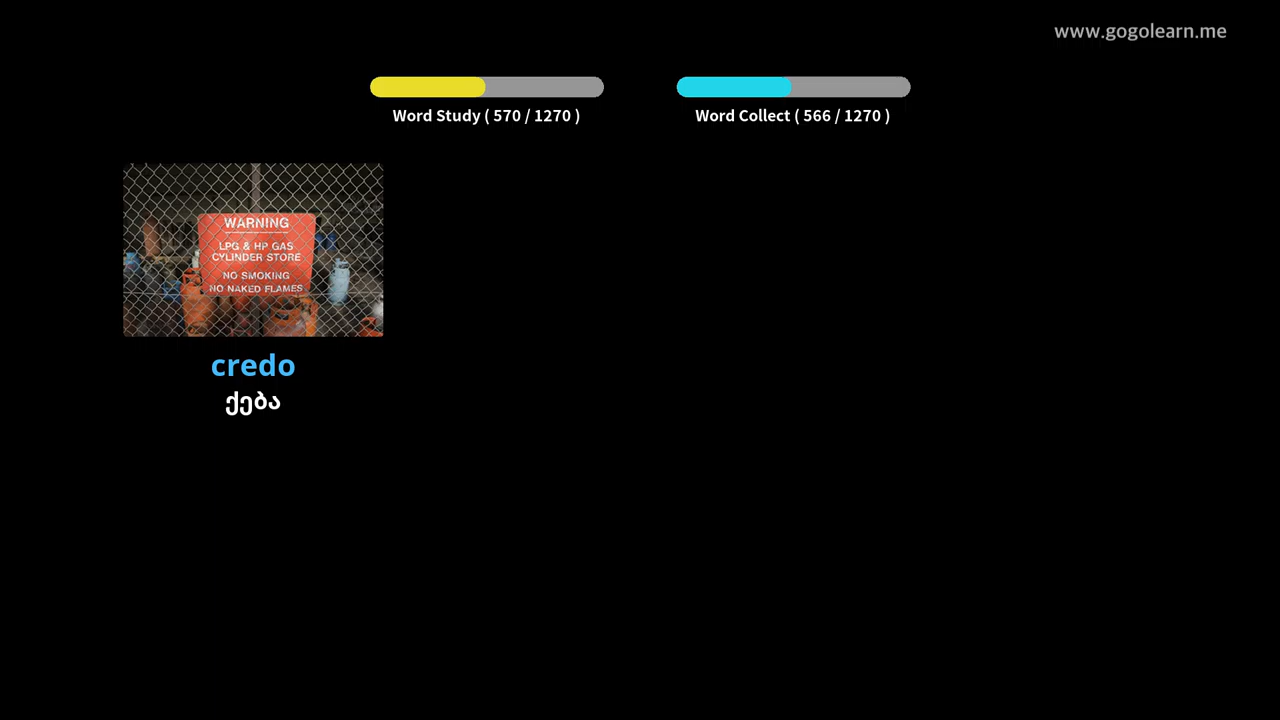 www.gogolearn.me
Word Study ( 570 / 1270 )
Word Collect ( 566 / 1270 )
WARNING
LPG & HP GAS
CYLINDER STORE
NO SMOKING
NO NAKED FLAMES
credo
ქება